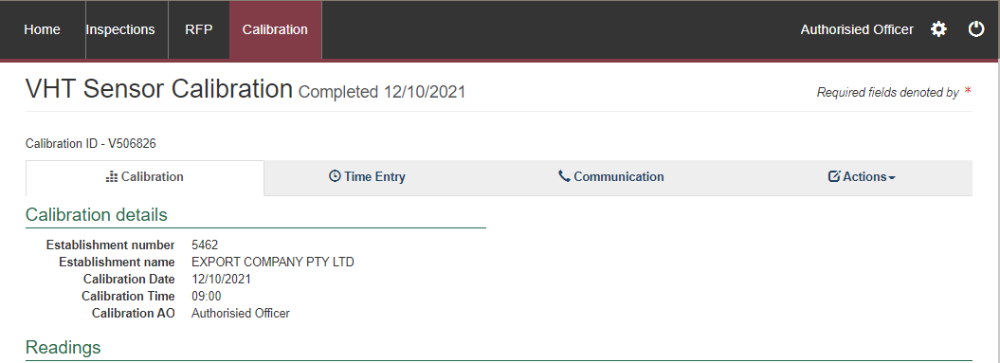 Home Inspections RFP Calibration Authorisied Officer
VHT Sensor Calibration Completed 12/10/2021 Required fields denoted by *
Calibration ID - V506826
Calibration Time Entry Communication Actions
Calibration details
Establishment number 5462
Establishment name EXPORT COMPANY PTY LTD
Calibration Date 12/10/2021
Calibration Time 09:00
Calibration AO Authorisied Officer
Readings